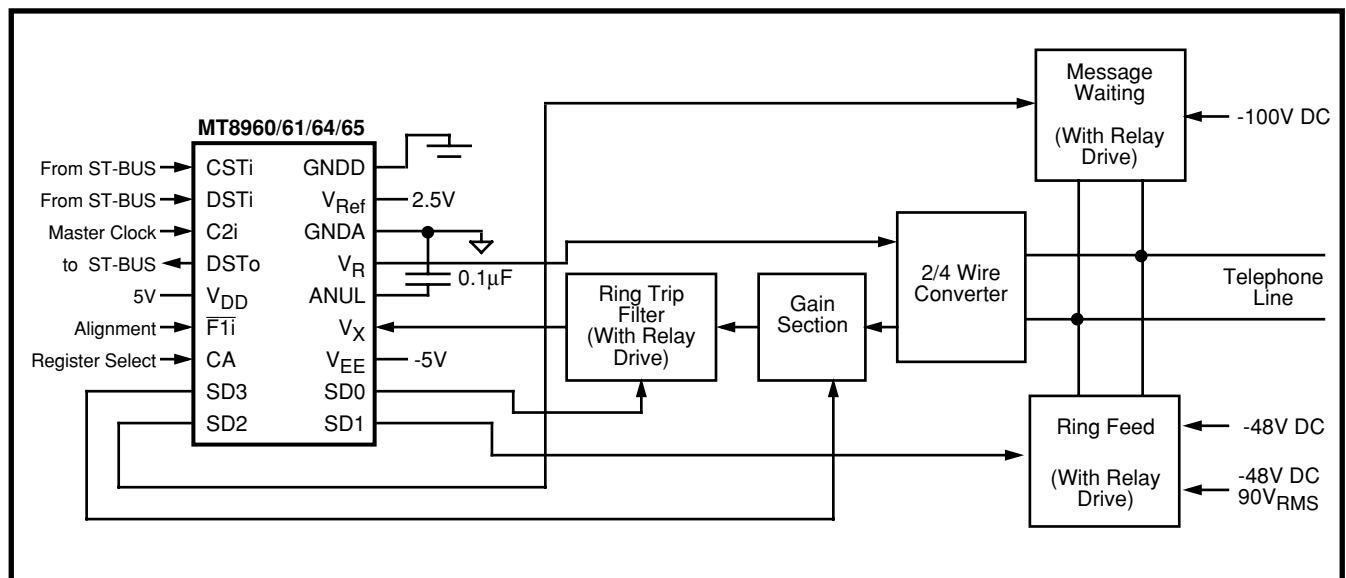 MT8960/61/64/65
From ST-BUS
CSTi
GNDD
From ST-BUS
DSTi
VRef
2.5V
Master Clock
C2i
GNDA
to ST-BUS
DSTo
VR
0.1μF
5V
VDD
ANUL
Alignment
F1i
VX
Register Select
CA
VEE
-5V
SD3
SD0
SD2
SD1
Ring Trip
Filter
(With Relay
Drive)
Gain
Section
2/4 Wire
Converter
Message
Waiting
(With Relay
Drive)
-100V DC
Telephone
Line
Ring Feed
(With Relay
Drive)
-48V DC
-48V DC
90VRMS